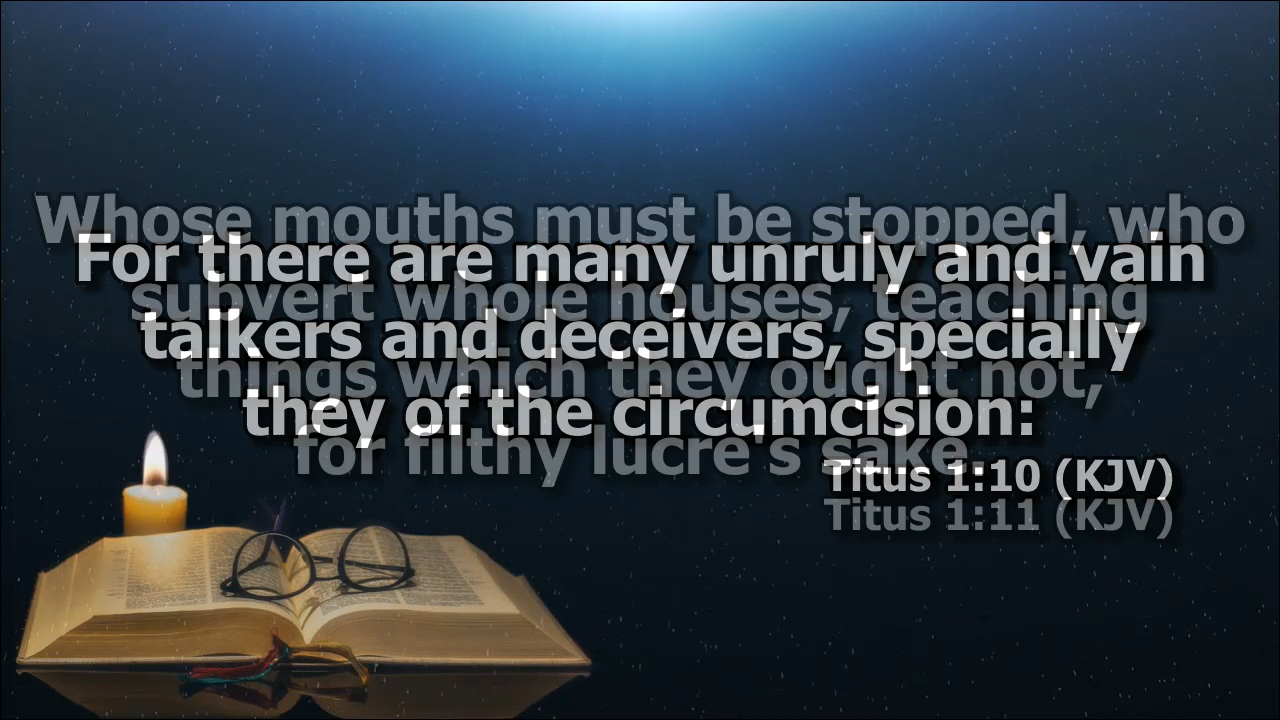 Whose mouths must be stopped, who
For there are many unruly and vain
subvert whole houses, teaching
talkers and deceivers, specially
things which they ought not,
they of the circumcision:
for filthy lucre's sake.
Titus 1:10 (KJV)
Titus 1:11 (KJV)